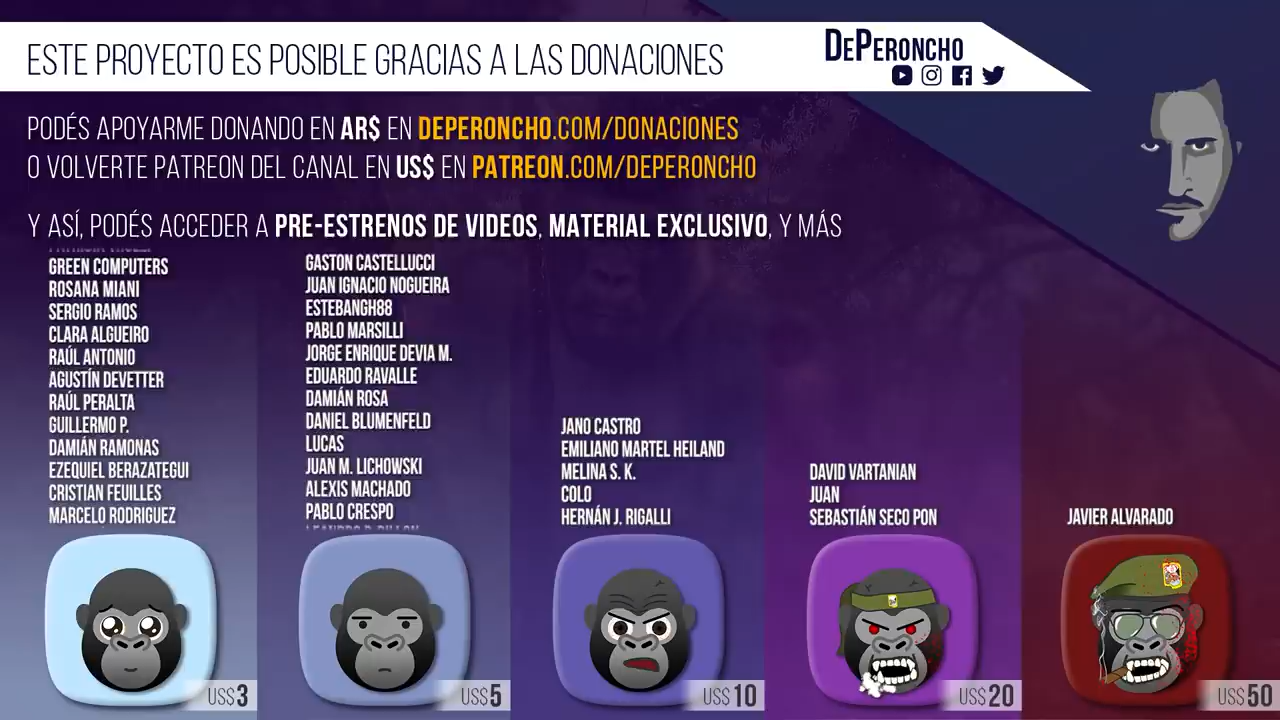 ESTE PROYECTO ES POSIBLE GRACIAS A LAS DONACIONES
DEPERONCHO
PODÉS APOYARME DONANDO EN AR$ EN DEPERONCHO.COM/DONACIONES
O VOLVERTE PATREON DEL CANAL EN US$ EN PATREON.COM/DEPERONCHO
Y ASÍ, PODÉS ACCEDER A PRE-ESTRENOS DE VIDEOS, MATERIAL EXCLUSIVO, Y MÁS
GREEN COMPUTERS
ROSANA MIANI
SERGIO RAMOS
CLARA ALGUEIRO
RAÚL ANTONIO
AGUSTÍN DEVETTER
RAÚL PERALTA
GUILLERMO P.
DAMIÁN RAMONAS
EZEQUIEL BERAZATEGUI
CRISTIAN FEUILLES
MARCELO RODRIGUEZ
US$ 3
GASTON CASTELLUCCI
JUAN IGNACIO NOGUEIRA
ESTEBANGH88
PABLO MARSILLI
JORGE ENRIQUE DEVIA M.
EDUARDO RAVALLE
DAMIÁN ROSA
DANIEL BLUMENFELD
LUCAS
JUAN M. LICHOWSKI
ALEXIS MACHADO
PABLO CRESPO
US$ 5
JANO CASTRO
EMILIANO MARTEL HEILAND
MELINA S. K.
COLO
HERNÁN J. RIGALLI
US$ 10
DAVID VARTANIAN
JUAN
SEBASTIÁN SECO PON
US$ 20
JAVIER ALVARADO
US$ 50